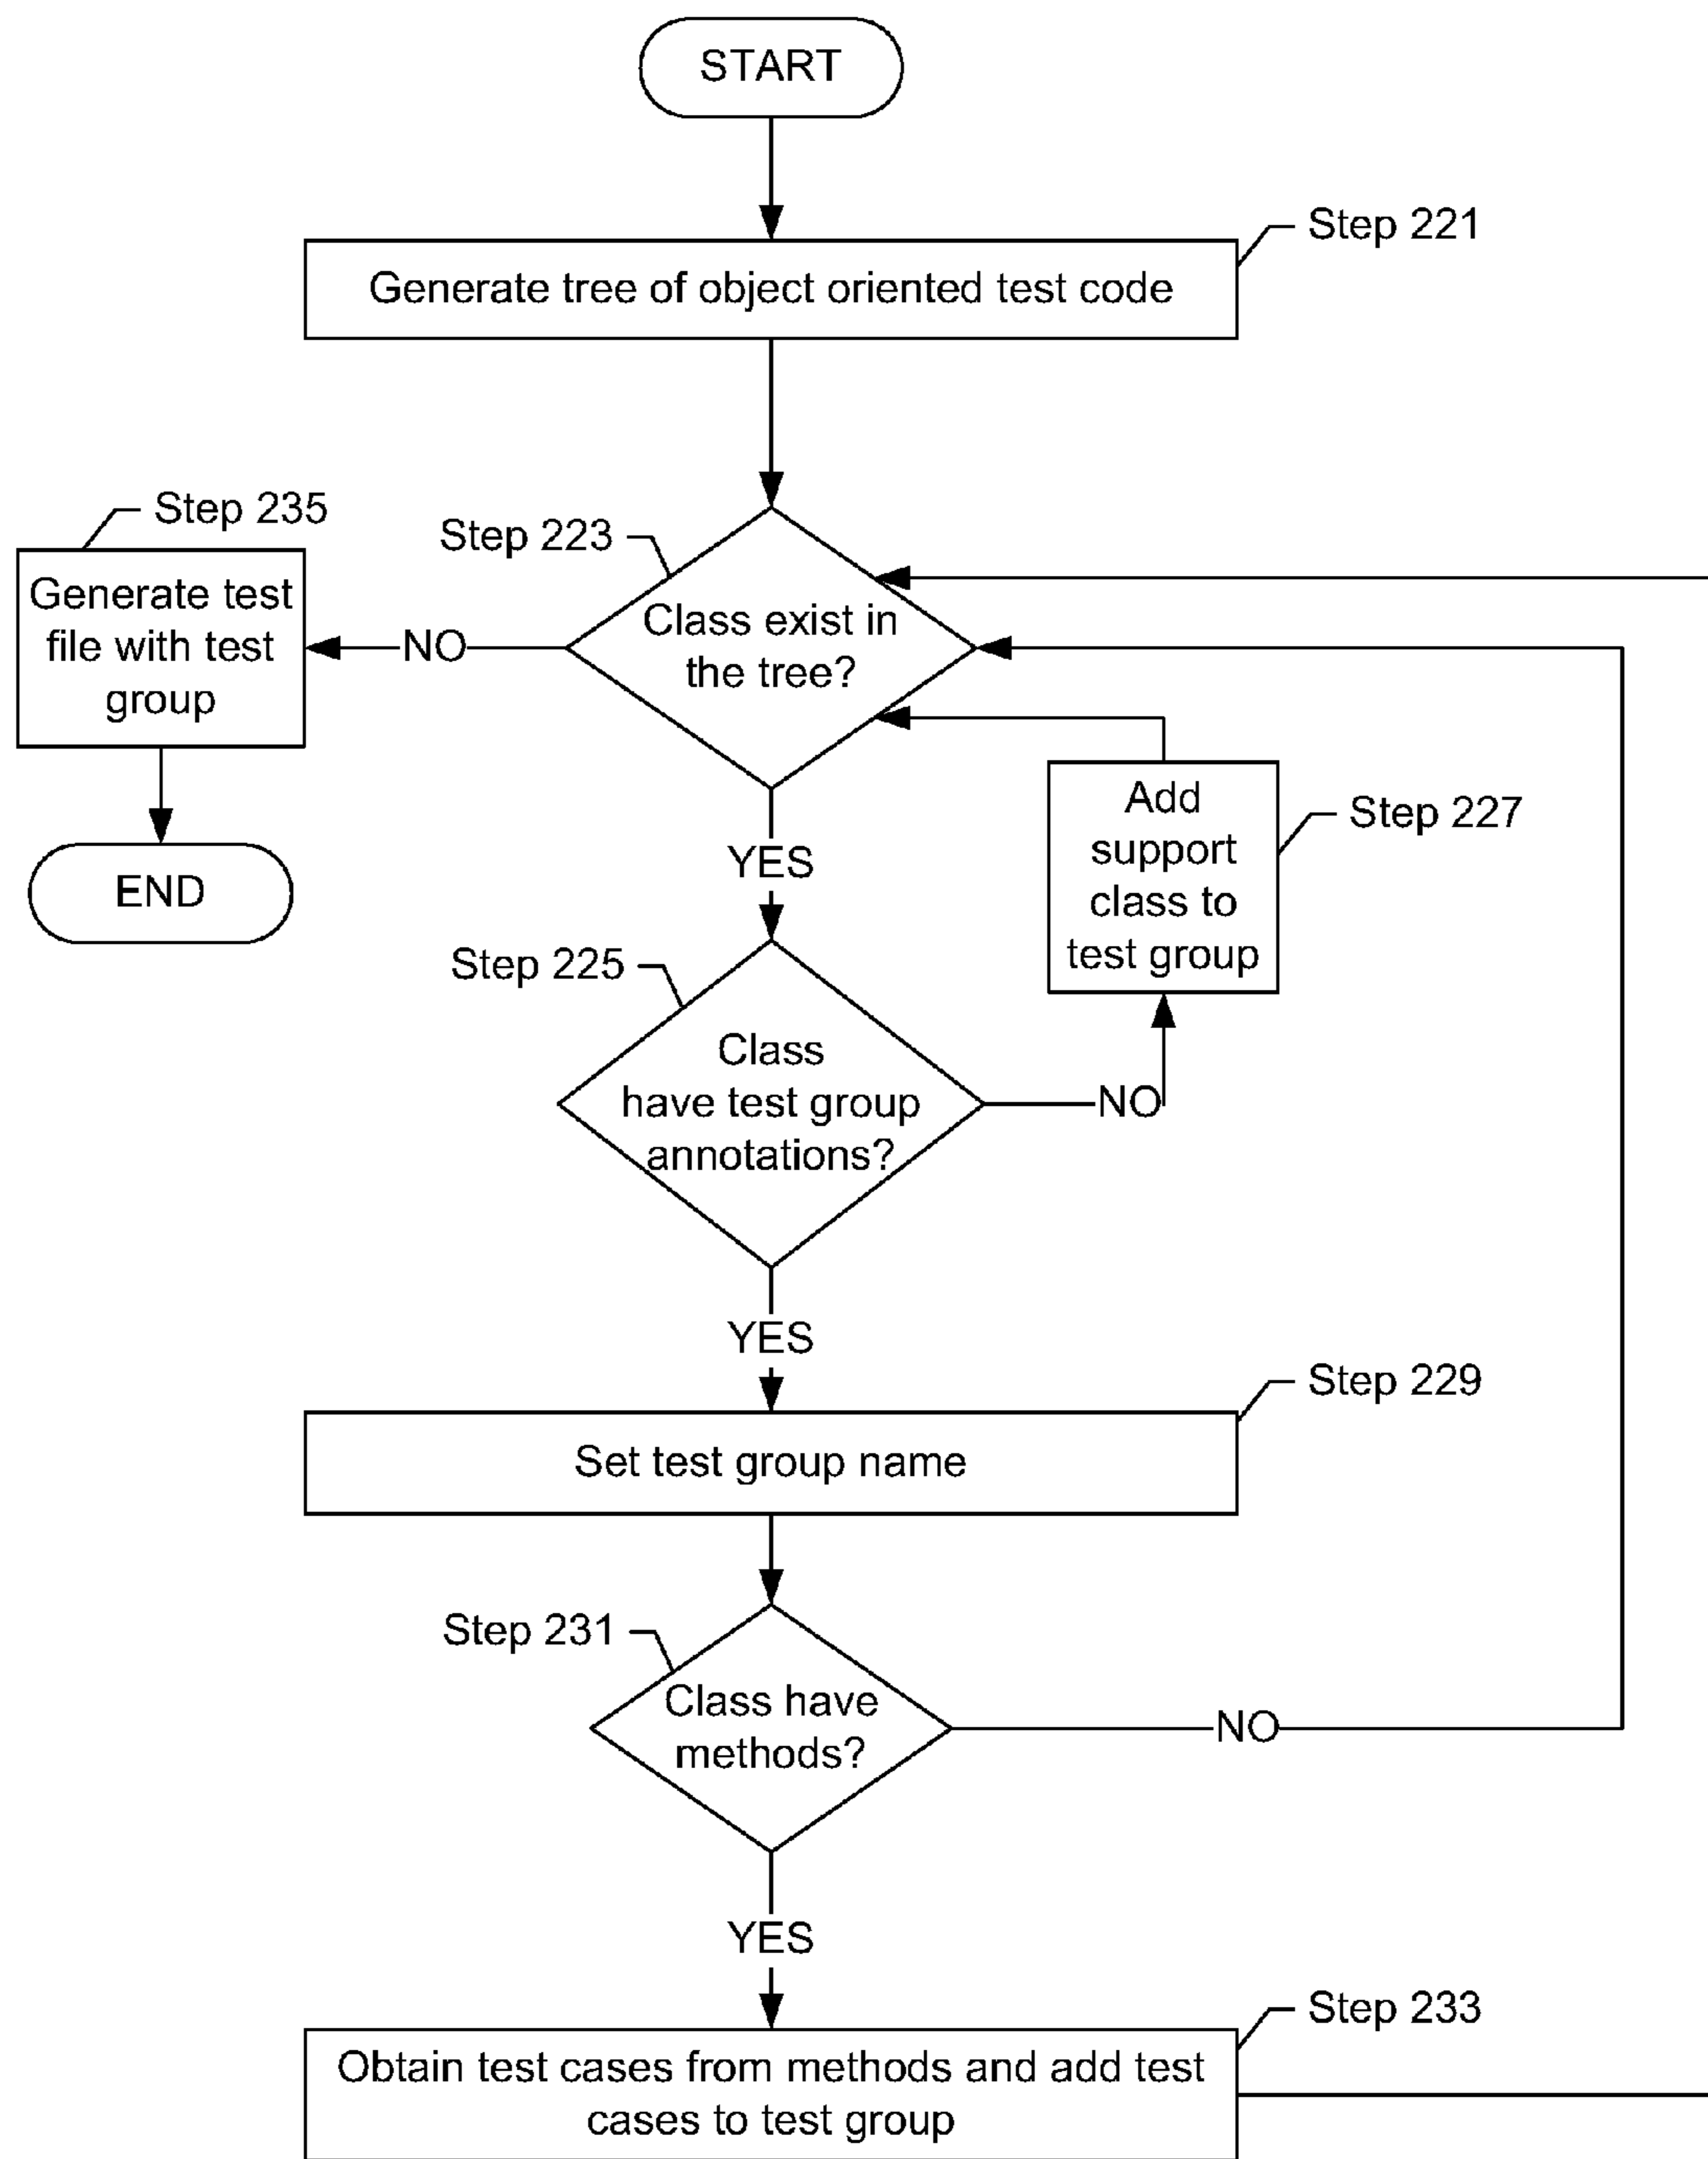 START
Step 221
Generate tree of object oriented test code
Step 235
Generate test
file with test
group
END
Step 223
Class exist in
the tree?
NO
YES
Add
support
class to
test group
Step 227
Step 225
Class
have test group
annotations?
NO
YES
Step 229
Set test group name
Step 231
Class have
methods?
NO
YES
Step 233
Obtain test cases from methods and add test
cases to test group